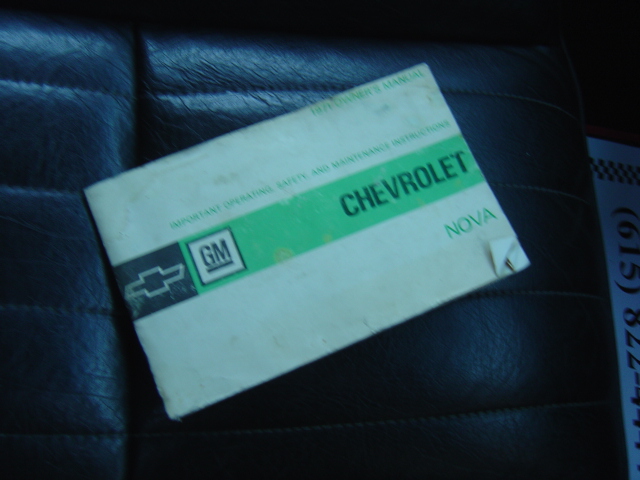 OWNER'S MANUAL
IMPORTANT OPERATING, SAFETY, AND MAINTENANCE INSTRUCTIONS
CHEVROLET
GM
NOVA
(615)